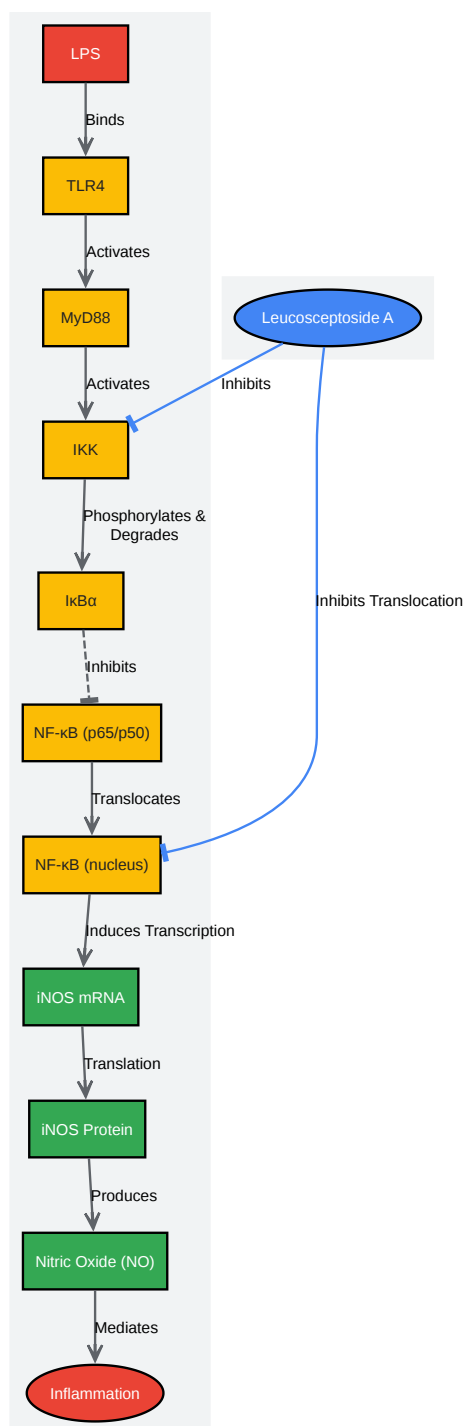 LPS
Binds
TLR4
Activates
MyD88
Leucosceptoside A
Activates
Inhibits
IKK
Phosphorylates &
Degrades
IκBα
Inhibits Translocation
Inhibits
NF-κB (p65/p50)
Translocates
NF-κB (nucleus)
Induces Transcription
iNOS mRNA
Translation
iNOS Protein
Produces
Nitric Oxide (NO)
Mediates
Inflammation